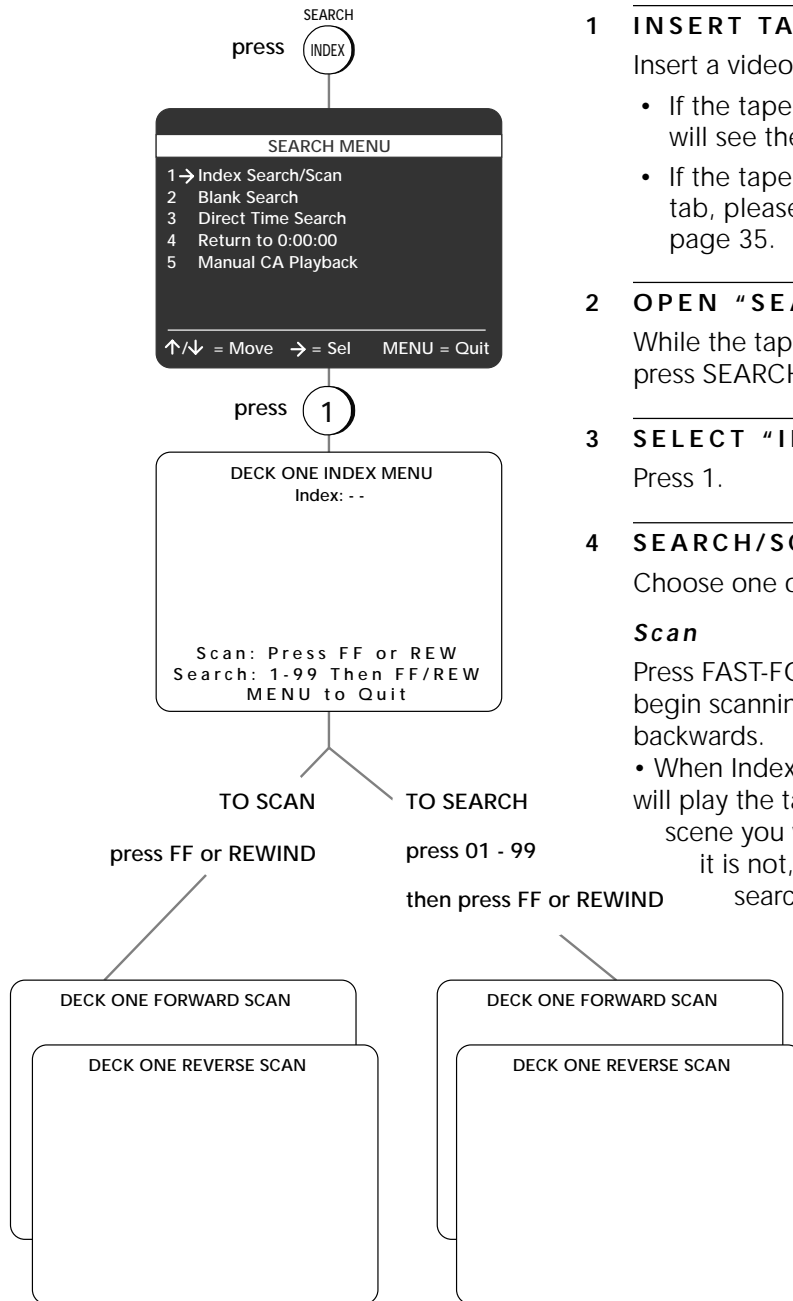 SEARCH
press INDEX
SEARCH MENU
1 → Index Search/Scan
2 Blank Search
3 Direct Time Search
4 Return to 0:00:00
5 Manual CA Playback
↑/↓ = Move → = Sel MENU = Quit
press 1
DECK ONE INDEX MENU
Index: - -
Scan: Press FF or REW
Search: 1-99 Then FF/REW
MENU to Quit
TO SCAN
press FF or REWIND
TO SEARCH
press 01 - 99
then press FF or REWIND
DECK ONE FORWARD SCAN
DECK ONE REVERSE SCAN
DECK ONE FORWARD SCAN
DECK ONE REVERSE SCAN
1 INSERT TA
Insert a video
• If the tape
will see the
• If the tape
tab, please
page 35.
2 OPEN “SEA
While the tap
press SEARCH
3 SELECT “I
Press 1.
4 SEARCH/SC
Choose one o
Scan
Press FAST-FO
begin scannin
backwards.
• When Index
will play the ta
scene you
it is not,
searc